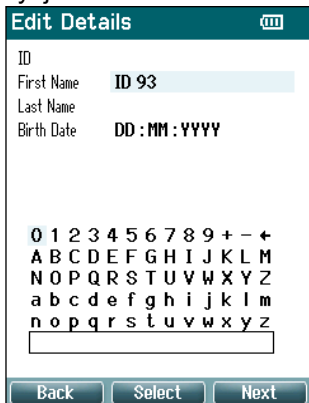 Edit Details
ID
First Name ID 93
Last Name
Birth Date DD : MM : YYYY
0 1 2 3 4 5 6 7 8 9 + - ←
A B C D E F G H I J K L M
N O P Q R S T U V W X Y Z
a b c d e f g h i j k l m
n o p q r s t u v w x y z
Back Select Next